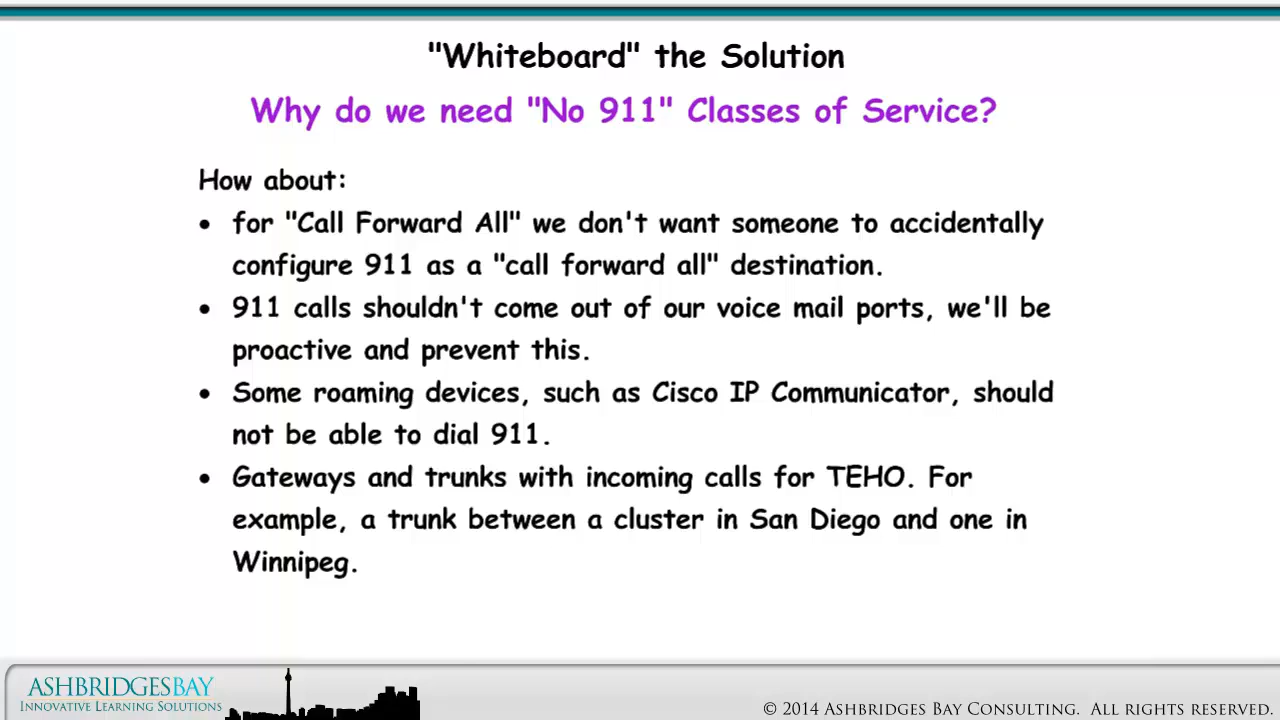 "Whiteboard" the Solution
Why do we need "No 911" Classes of Service?
How about:
• for "Call Forward All" we don't want someone to accidentally
configure 911 as a "call forward all" destination.
• 911 calls shouldn't come out of our voice mail ports, we'll be
proactive and prevent this.
• Some roaming devices, such as Cisco IP Communicator, should
not be able to dial 911.
• Gateways and trunks with incoming calls for TEHO. For
example, a trunk between a cluster in San Diego and one in
Winnipeg.
ASHBRIDGESBAY
INNOVATIVE LEARNING SOLUTIONS
© 2014 ASHBRIDGES BAY CONSULTING. ALL RIGHTS RESERVED.